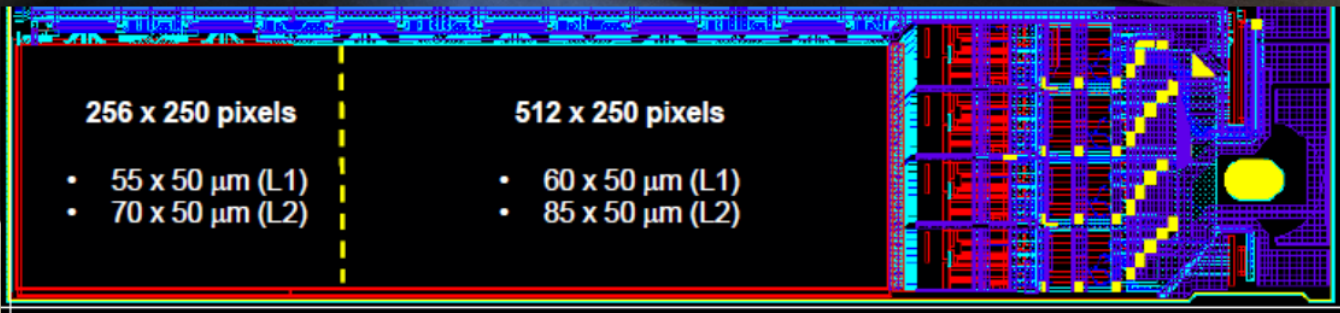 256 x 250 pixels
• 55 x 50 μm (L1)
• 70 x 50 μm (L2)
512 x 250 pixels
• 60 x 50 μm (L1)
• 85 x 50 μm (L2)